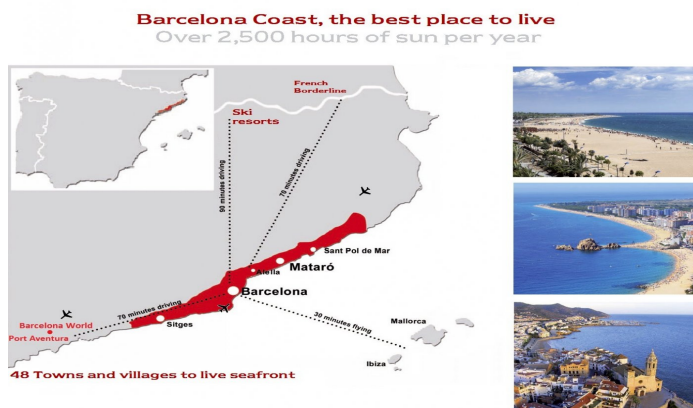 Barcelona Coast, the best place to live
Over 2,500 hours of sun per year
French
Borderline
Ski
resorts
90 minutes driving
70 minutes driving
Sant Pol de Mar
Mataró
Alella
Barcelona
70 minutes driving
30 minutes flying
Barcelona World
Port Aventura
Sitges
Mallorca
Ibiza
48 Towns and villages to live seafront